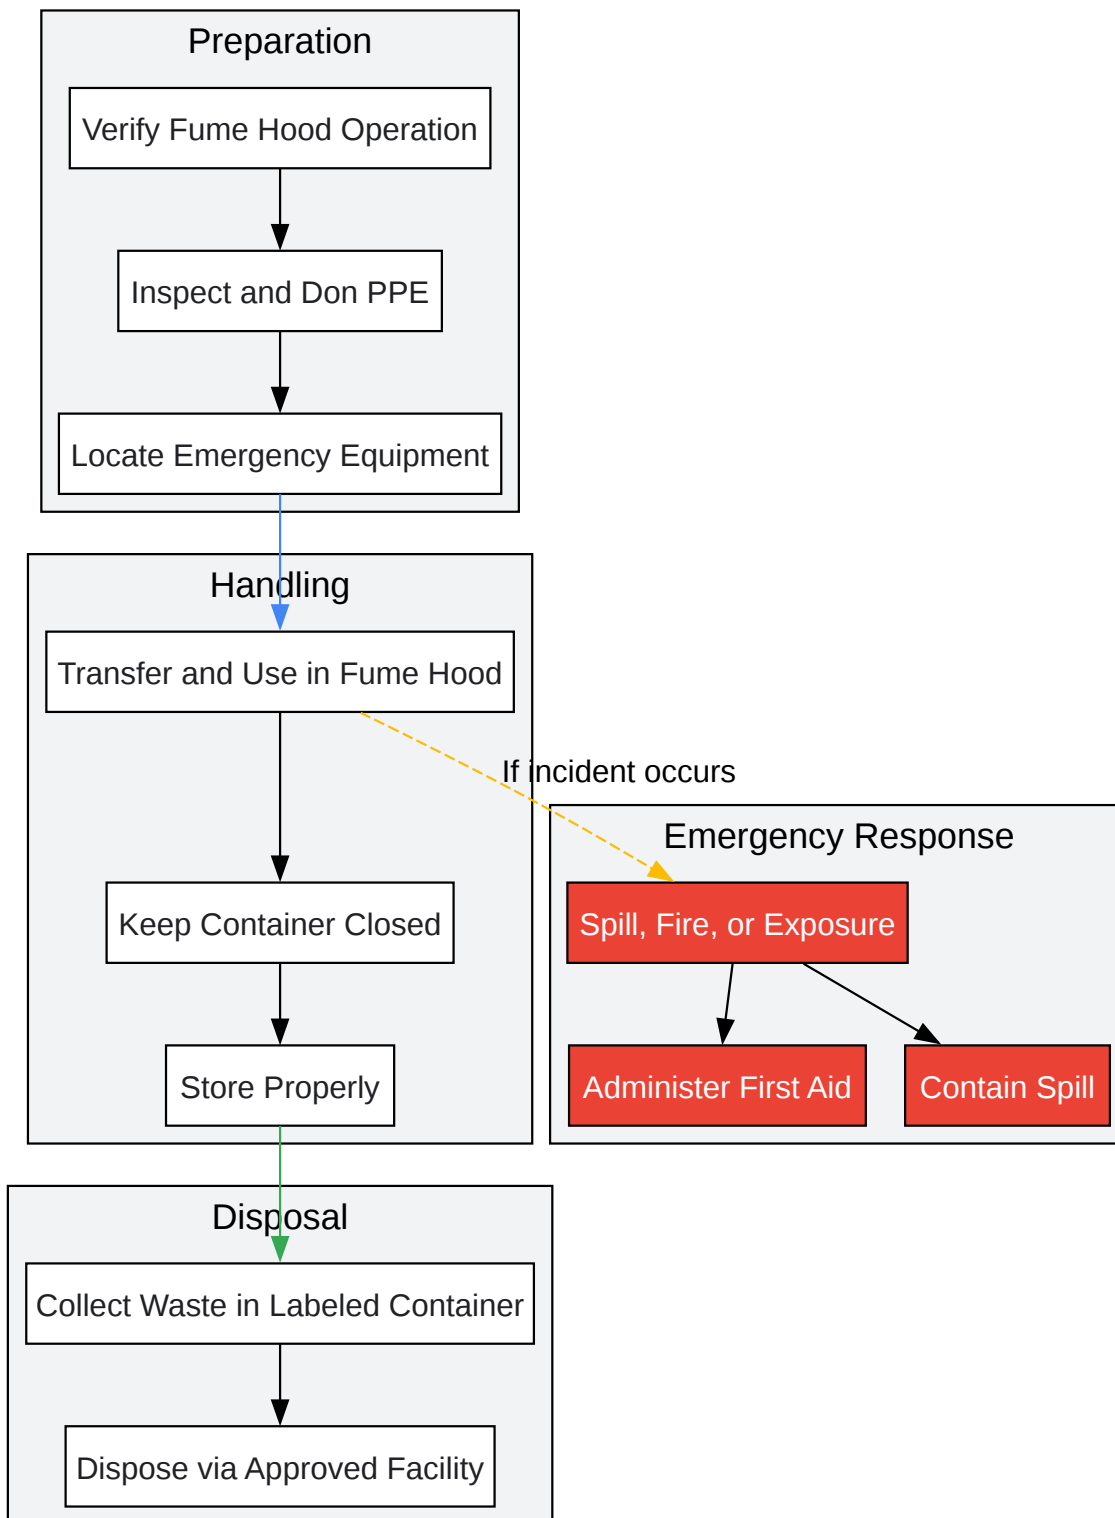 Preparation
Verify Fume Hood Operation
Inspect and Don PPE
Locate Emergency Equipment
Handling
Transfer and Use in Fume Hood
If incident occurs
Emergency Response
Keep Container Closed
Spill, Fire, or Exposure
Store Properly
Administer First Aid
Contain Spill
Disposal
Collect Waste in Labeled Container
Dispose via Approved Facility